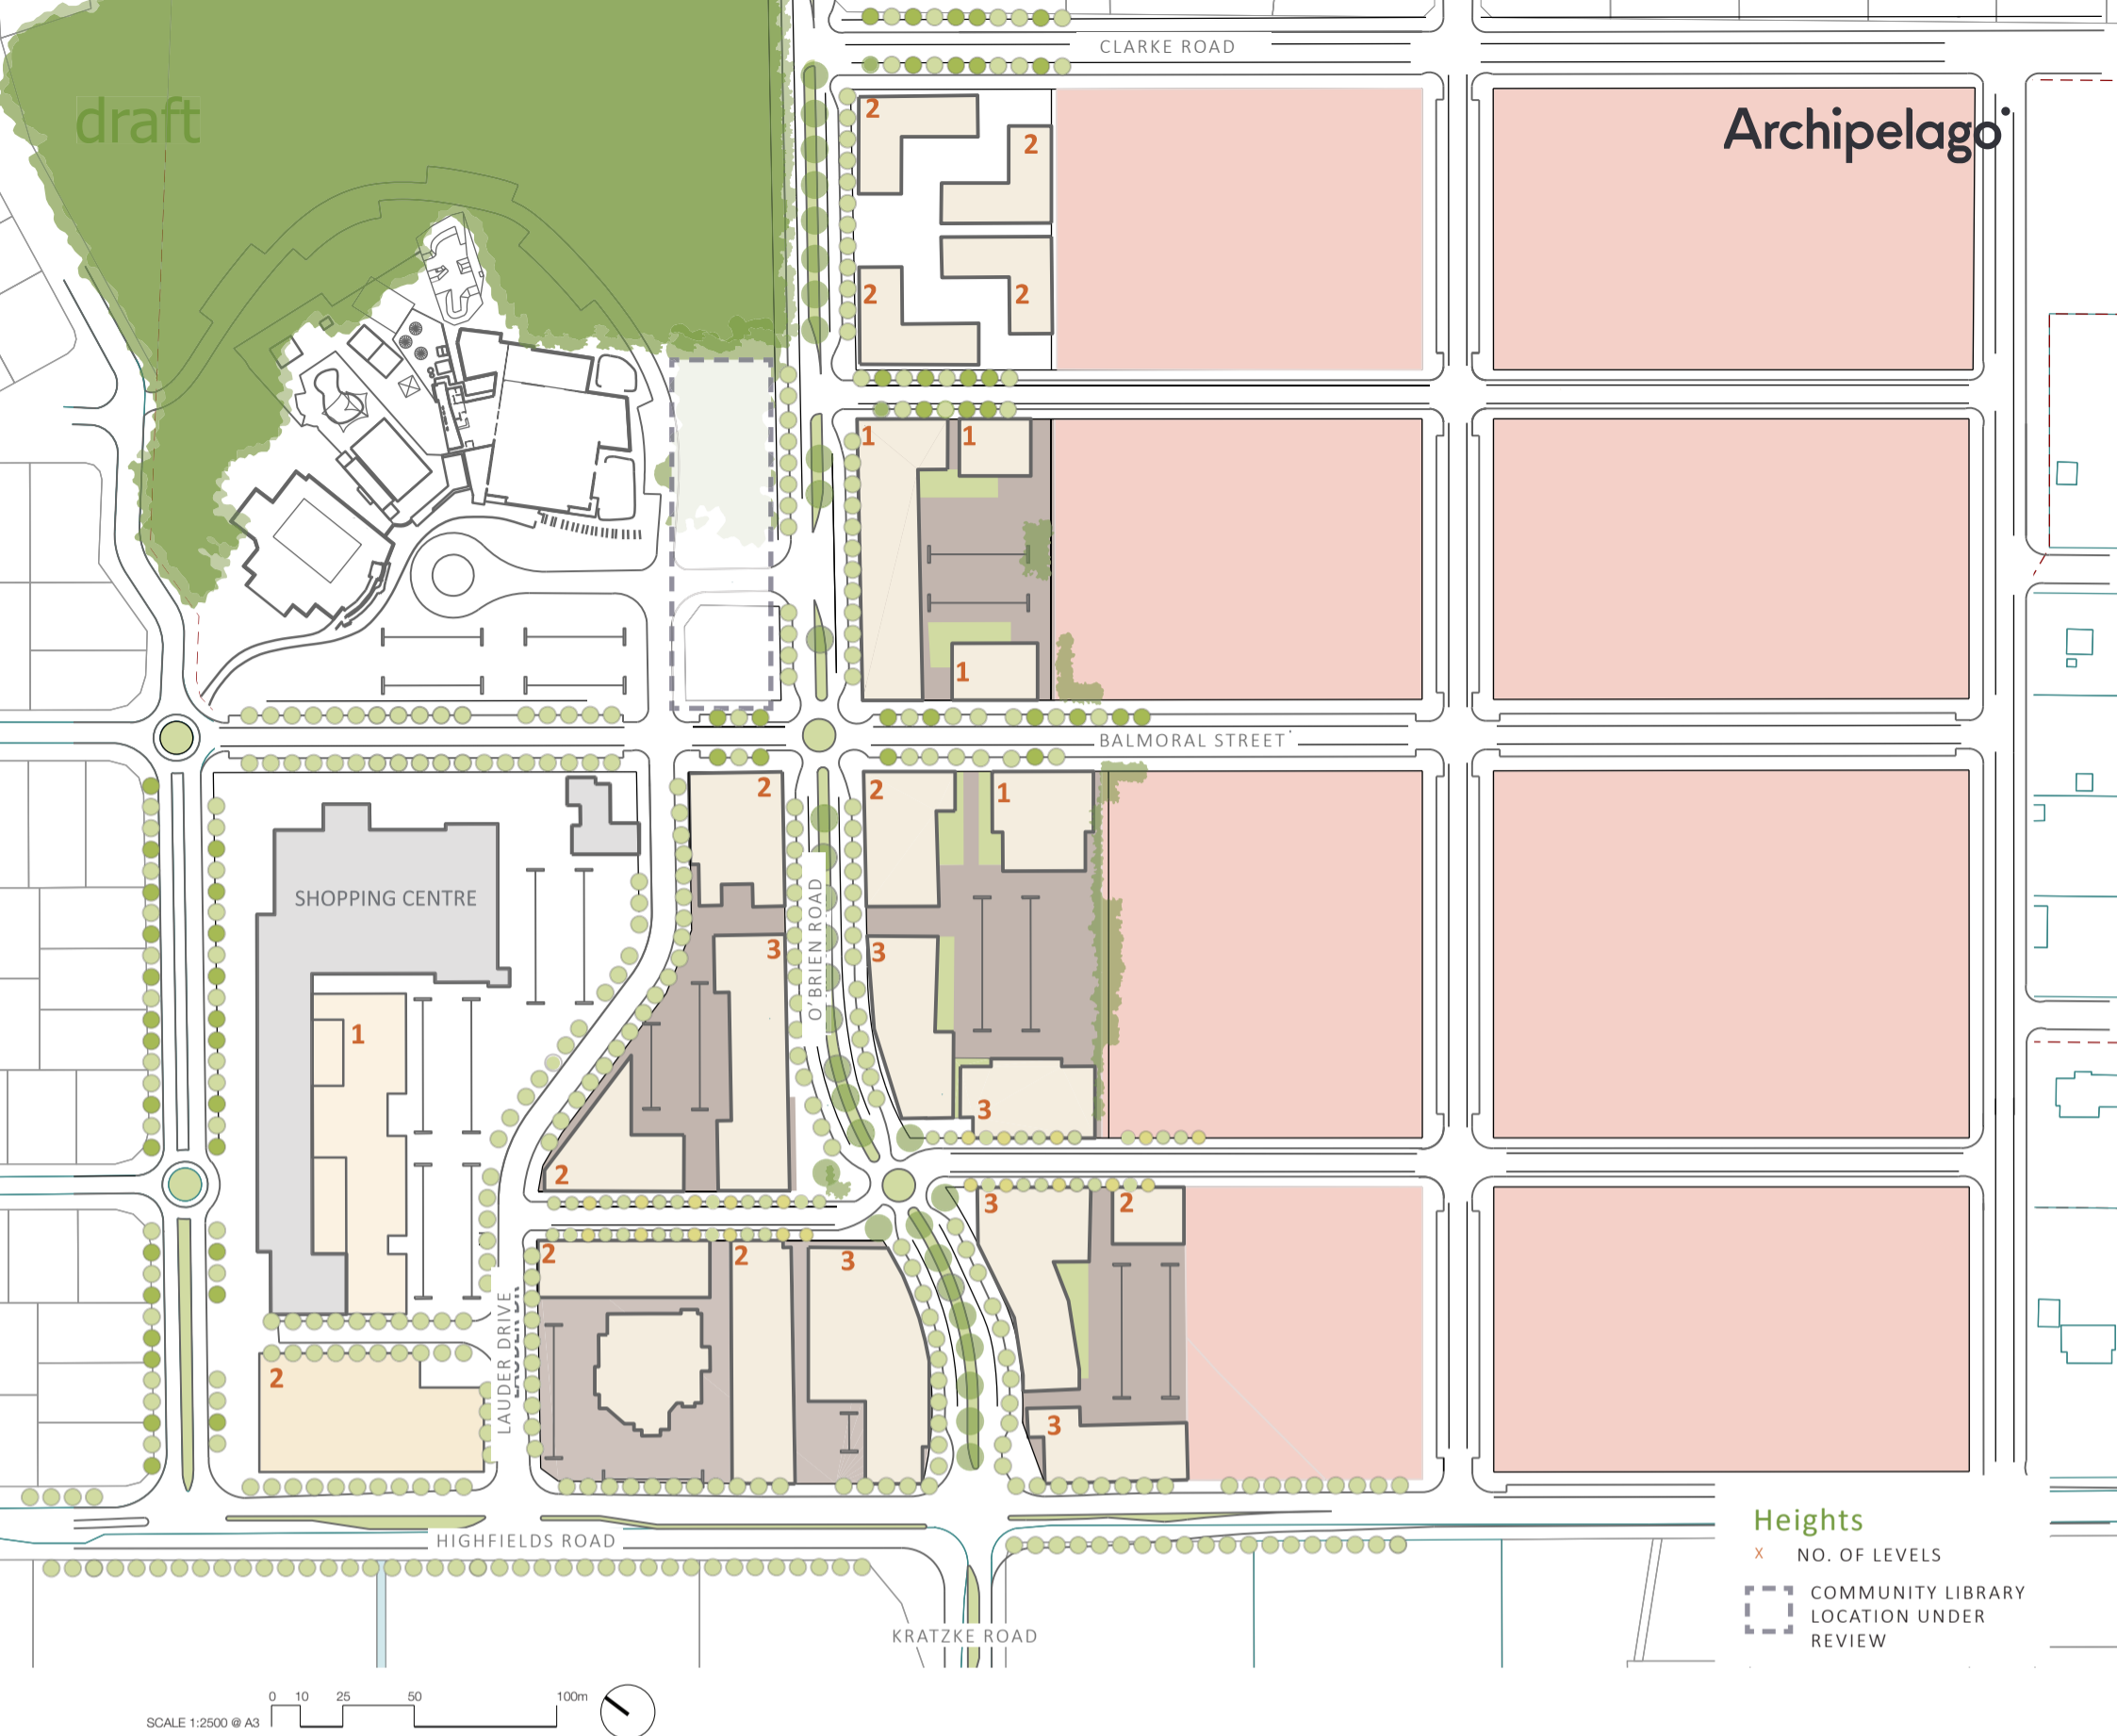 CLARKE ROAD
draft
Archipelago
2
2
2
2
1
1
1
BALMORAL STREET
2
2
1
SHOPPING CENTRE
O'BRIEN ROAD
3
3
1
3
2
3
2
2
2
3
LAUDER DRIVE
2
3
HIGHFIELDS ROAD
KRATZKE ROAD
Heights
X NO. OF LEVELS
COMMUNITY LIBRARY
LOCATION UNDER
REVIEW
0 10 25 50 100m
SCALE 1:2500 @ A3